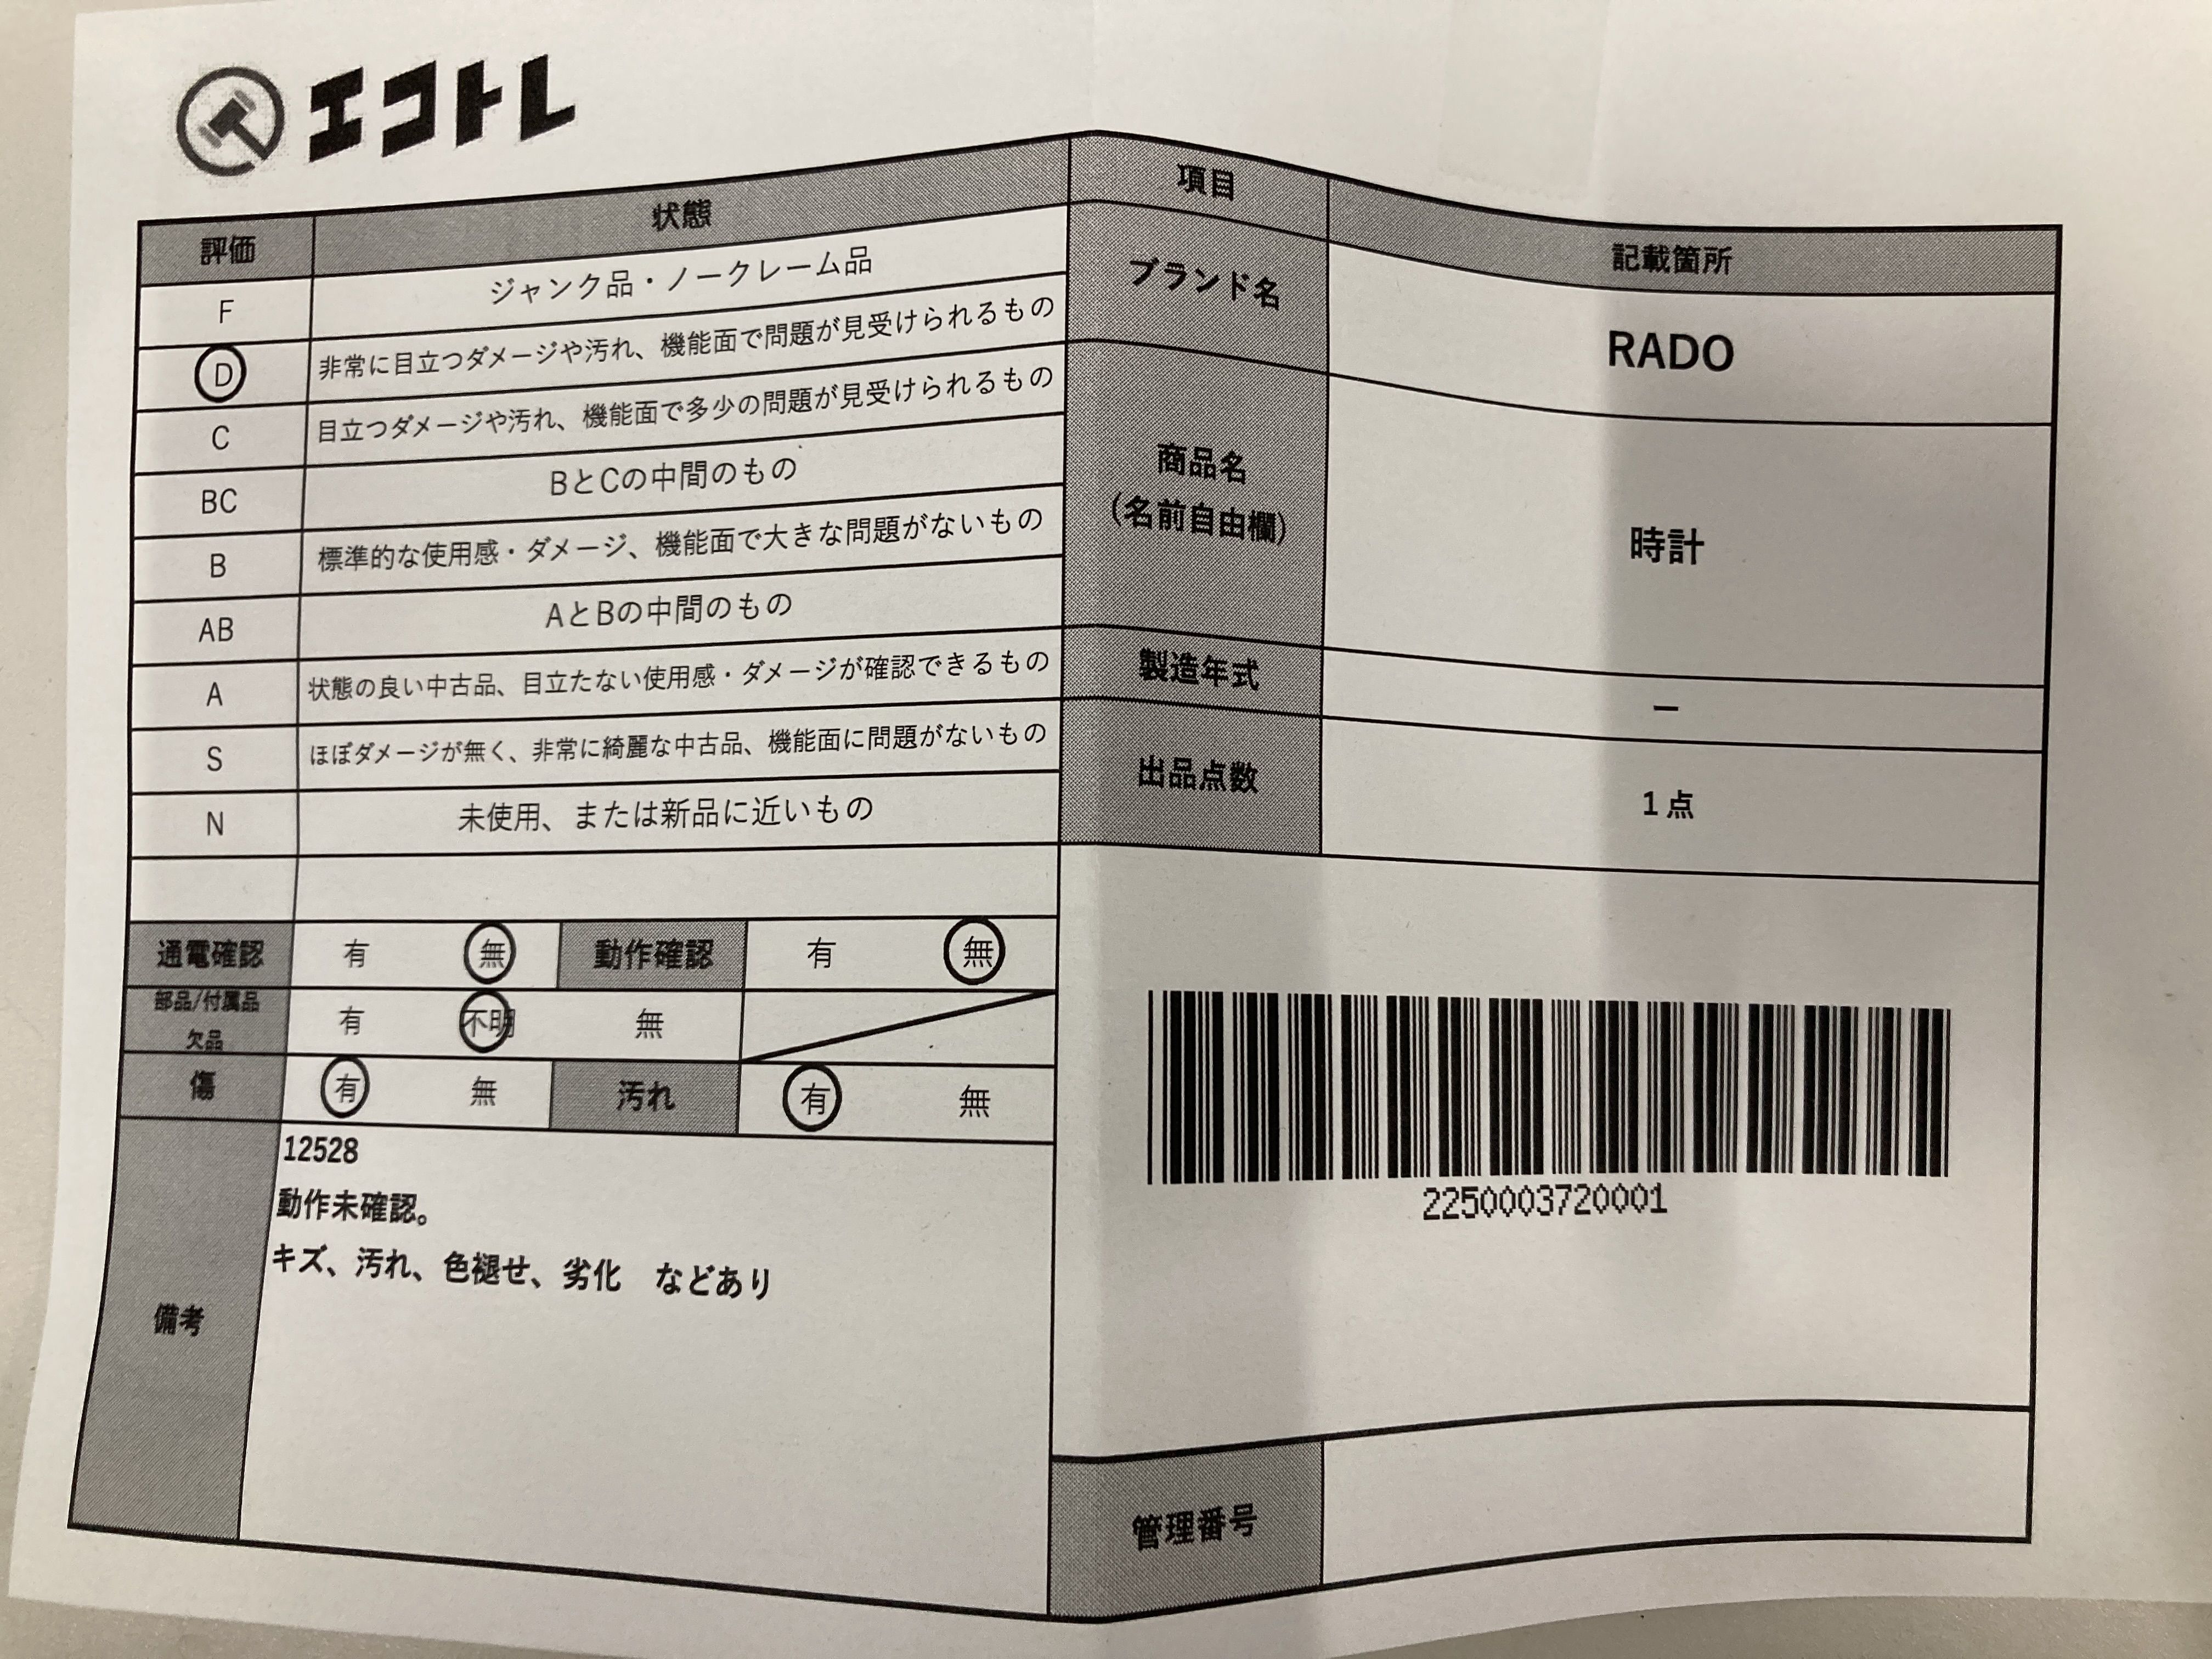 エコトレ
評価 状態
F ジャンク品・ノークレーム品
D 非常に目立つダメージや汚れ、機能面で問題が見受けられるもの
C 目立つダメージや汚れ、機能面で多少の問題が見受けられるもの
BC BとCの中間のもの
B 標準的な使用感・ダメージ、機能面で大きな問題がないもの
AB AとBの中間のもの
A 状態の良い中古品、目立たない使用感・ダメージが確認できるもの
S ほぼダメージが無く、非常に綺麗な中古品、機能面に問題がないもの
N 未使用、または新品に近いもの
通電確認 有 無 動作確認 有 無
部品/付属品
欠品 有 不明 無
傷 有 無 汚れ 有 無
備考
12528
動作未確認。
キズ、汚れ、色褪せ、劣化 などあり
項目 記載箇所
ブランド名 RADO
商品名
(名前自由欄) 時計
製造年式 ー
出品点数 1点
2250003720001
管理番号